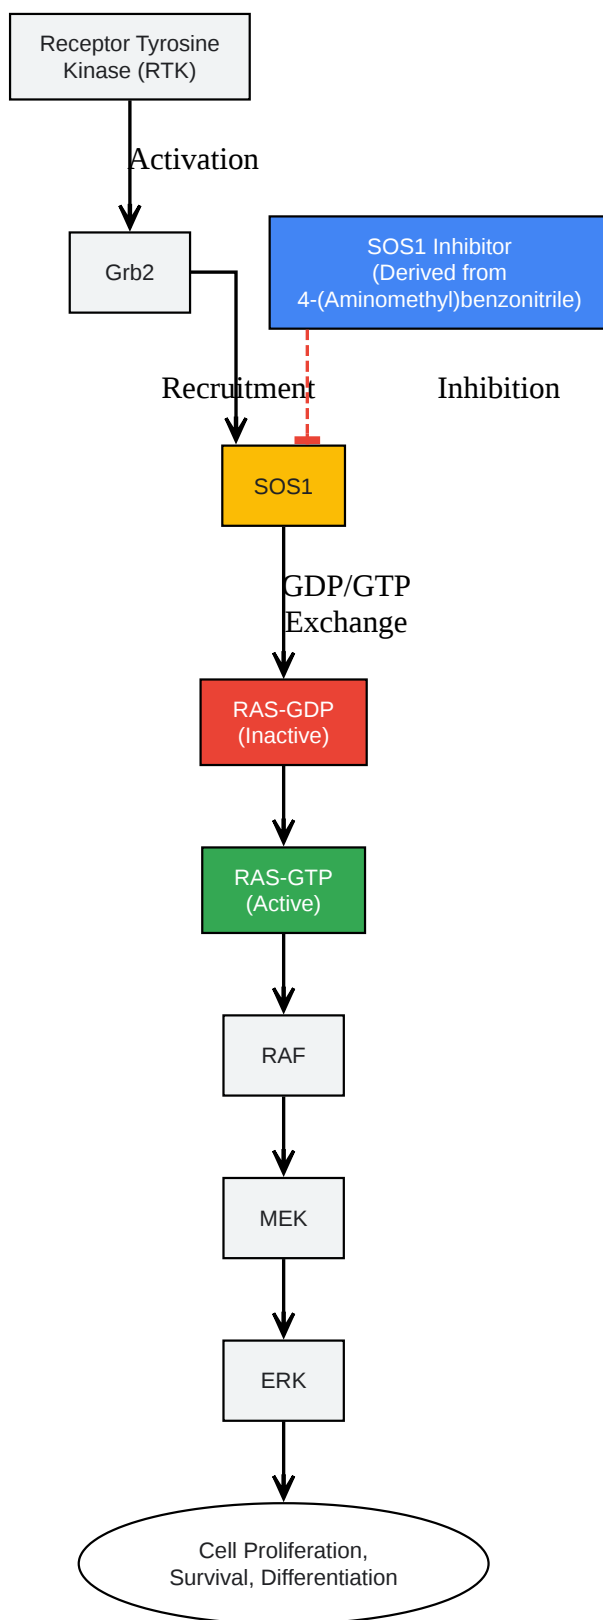 Receptor Tyrosine
Kinase (RTK)
Activation
Grb2
SOS1 Inhibitor
(Derived from
4-(Aminomethyl)benzonitrile)
Recruitment
Inhibition
SOS1
GDP/GTP
Exchange
RAS-GDP
(Inactive)
RAS-GTP
(Active)
RAF
MEK
ERK
Cell Proliferation,
Survival, Differentiation